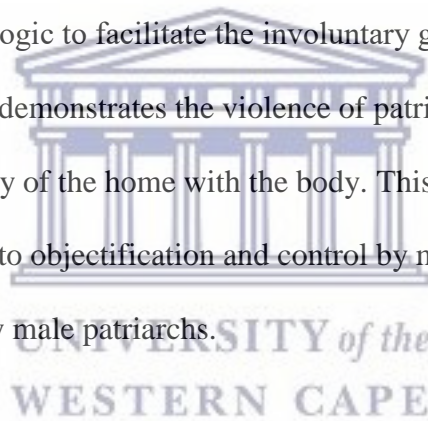 ogic to facilitate the involuntary g
demonstrates the violence of patri
y of the home with the body. This
to objectification and control by m
y male patriarchs.
UNIVERSITY of the
WESTERN CAPE